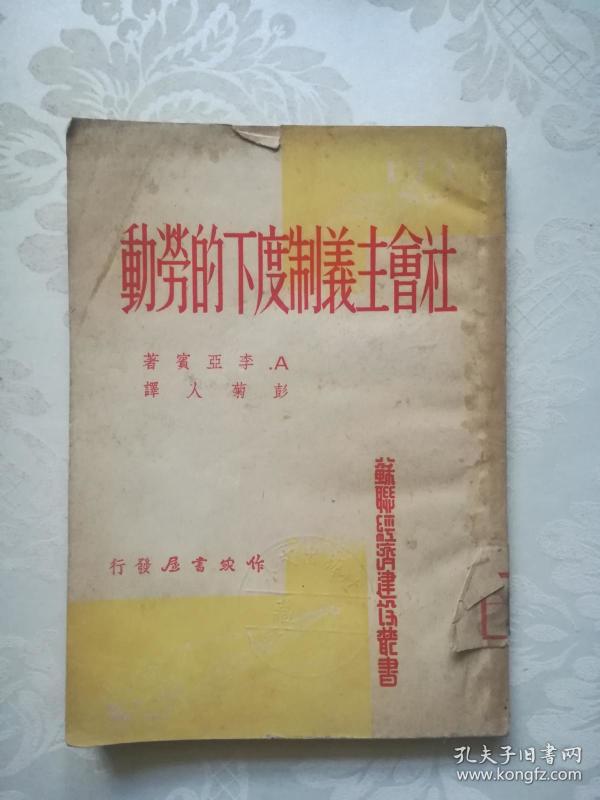 社會主義制度下的勞動
A. 李亞賓著
彭菊人譯
蘇聯經濟建設叢書
作家書屋發行
孔夫子旧书网
www.kongfz.com